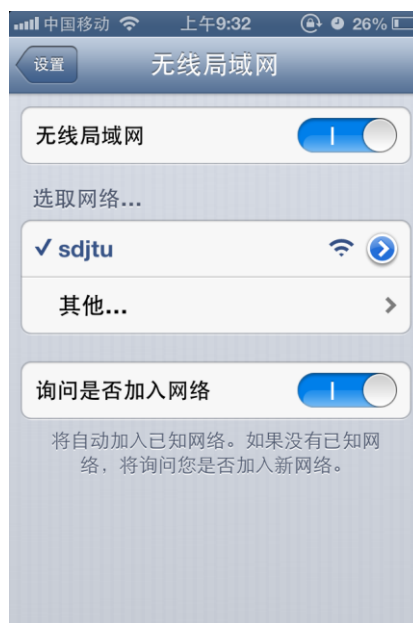 中国移动 上午9:32 26%
设置 无线局域网
无线局域网
选取网络...
sdjtu
其他...
询问是否加入网络
将自动加入已知网络。如果没有已知网
络，将询问您是否加入新网络。